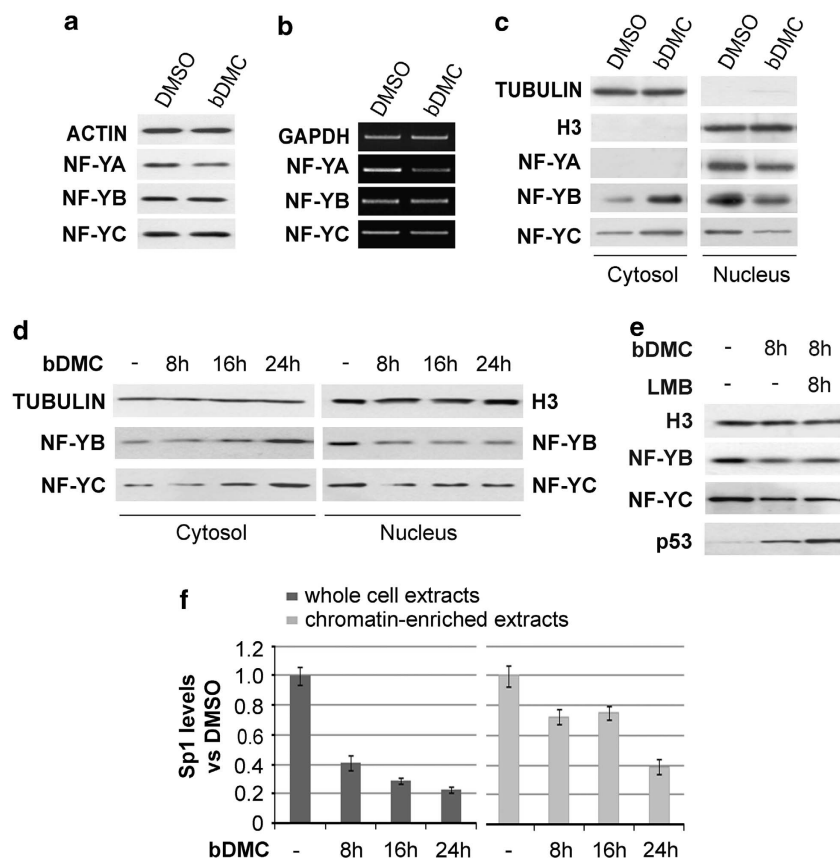 a
DMSO bDMC
ACTIN
NF-YA
NF-YB
NF-YC
b
DMSO bDMC
GAPDH
NF-YA
NF-YB
NF-YC
c
DMSO bDMC DMSO bDMC
TUBULIN
H3
NF-YA
NF-YB
NF-YC
Cytosol Nucleus
d
bDMC - 8h 16h 24h - 8h 16h 24h
TUBULIN H3
NF-YB NF-YB
NF-YC NF-YC
Cytosol Nucleus
e
bDMC - 8h 8h
LMB - - 8h
H3
NF-YB
NF-YC
p53
f
whole cell extracts
chromatin-enriched extracts
Sp1 levels
vs DMSO
1.2
1.0
0.8
0.6
0.4
0.2
0
bDMC - 8h 16h 24h - 8h 16h 24h